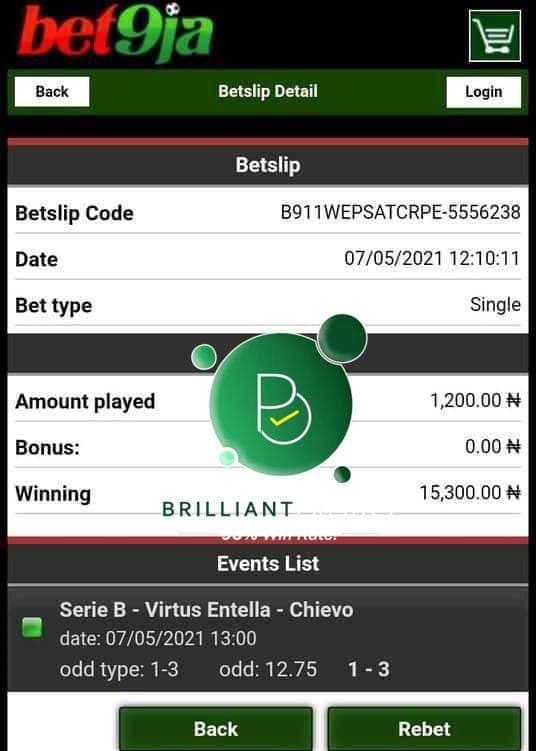 bet9ja
Back Betslip Detail Login
Betslip
Betslip Code B911WEPSATCRPE-5556238
Date 07/05/2021 12:10:11
Bet type Single
B
Amount played 1,200.00 ₦
Bonus: 0.00 ₦
Winning 15,300.00 ₦
BRILLIANT
Win Rate.
Events List
Serie B - Virtus Entella - Chievo
date: 07/05/2021 13:00
odd type: 1-3 odd: 12.75 1 - 3
Back Rebet